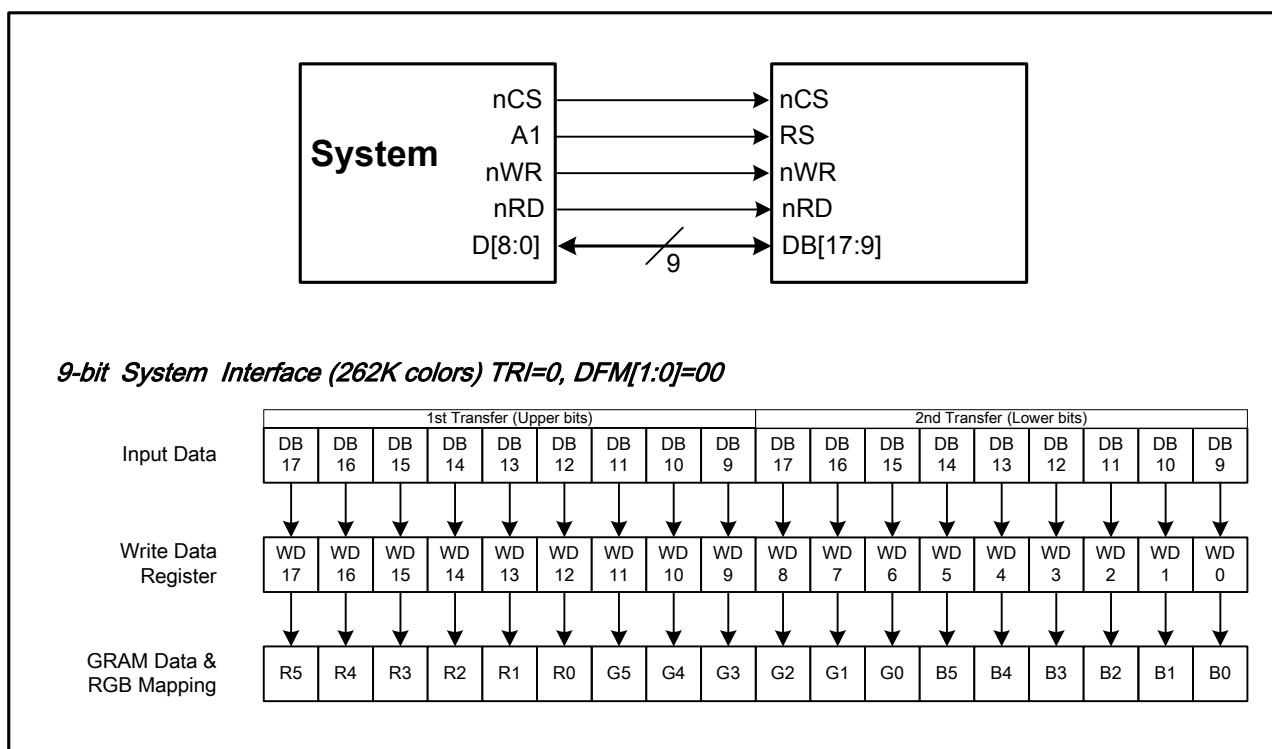 System
nCS nCS
A1 RS
nWR nWR
nRD nRD
D[8:0] DB[17:9]
9
9-bit System Interface (262K colors) TRI=0, DFM[1:0]=00
1st Transfer (Upper bits) 2nd Transfer (Lower bits)
Input Data
DB DB DB DB DB DB DB DB DB DB DB DB DB DB DB DB DB DB
17 16 15 14 13 12 11 10 9 17 16 15 14 13 12 11 10 9
Write Data
Register
WD WD WD WD WD WD WD WD WD WD WD WD WD WD WD WD WD WD
17 16 15 14 13 12 11 10 9 8 7 6 5 4 3 2 1 0
GRAM Data &
RGB Mapping
R5 R4 R3 R2 R1 R0 G5 G4 G3 G2 G1 G0 B5 B4 B3 B2 B1 B0